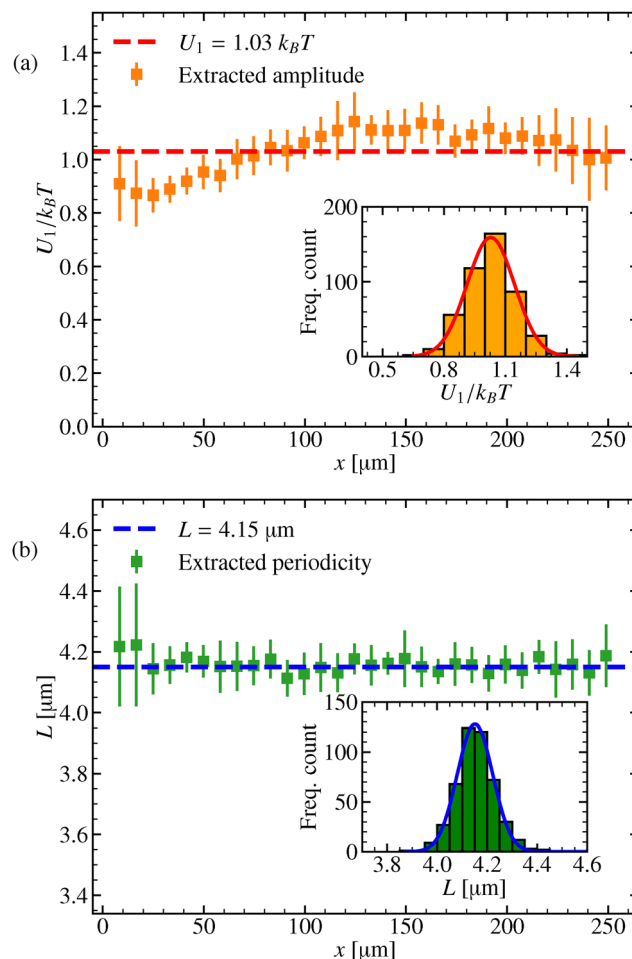 (a)
U₁ = 1.03 k_BT
Extracted amplitude
U₁/k_BT
1.4
1.2
1.0
0.8
0.6
0.4
0.2
0.0
Freq. count
200
100
0
0.5 0.8 1.1 1.4
U₁/k_BT
0 50 100 150 200 250
x [μm]
(b)
L = 4.15 μm
Extracted periodicity
L [μm]
4.6
4.4
4.2
4.0
3.8
3.6
3.4
Freq. count
150
100
50
0
3.8 4.0 4.2 4.4 4.6
L [μm]
0 50 100 150 200 250
x [μm]